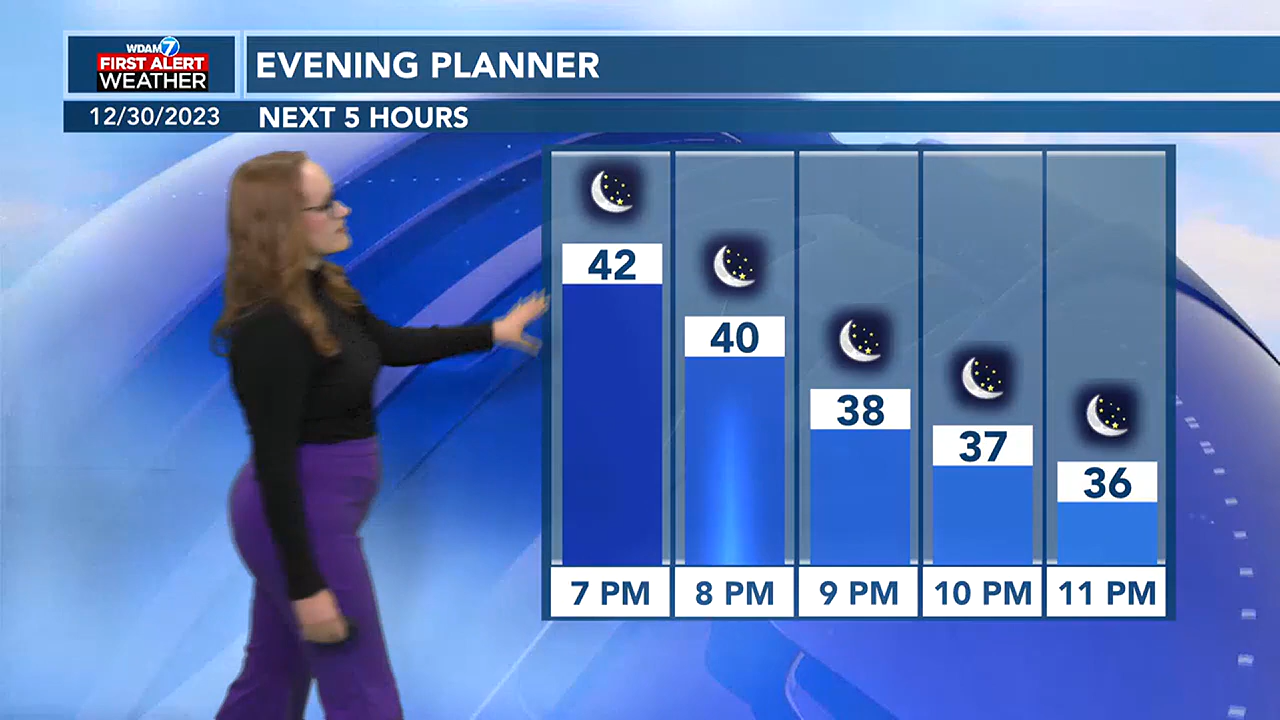 WDAM 7
FIRST ALERT
WEATHER
EVENING PLANNER
12/30/2023
NEXT 5 HOURS
42
40
38
37
36
7 PM
8 PM
9 PM
10 PM
11 PM